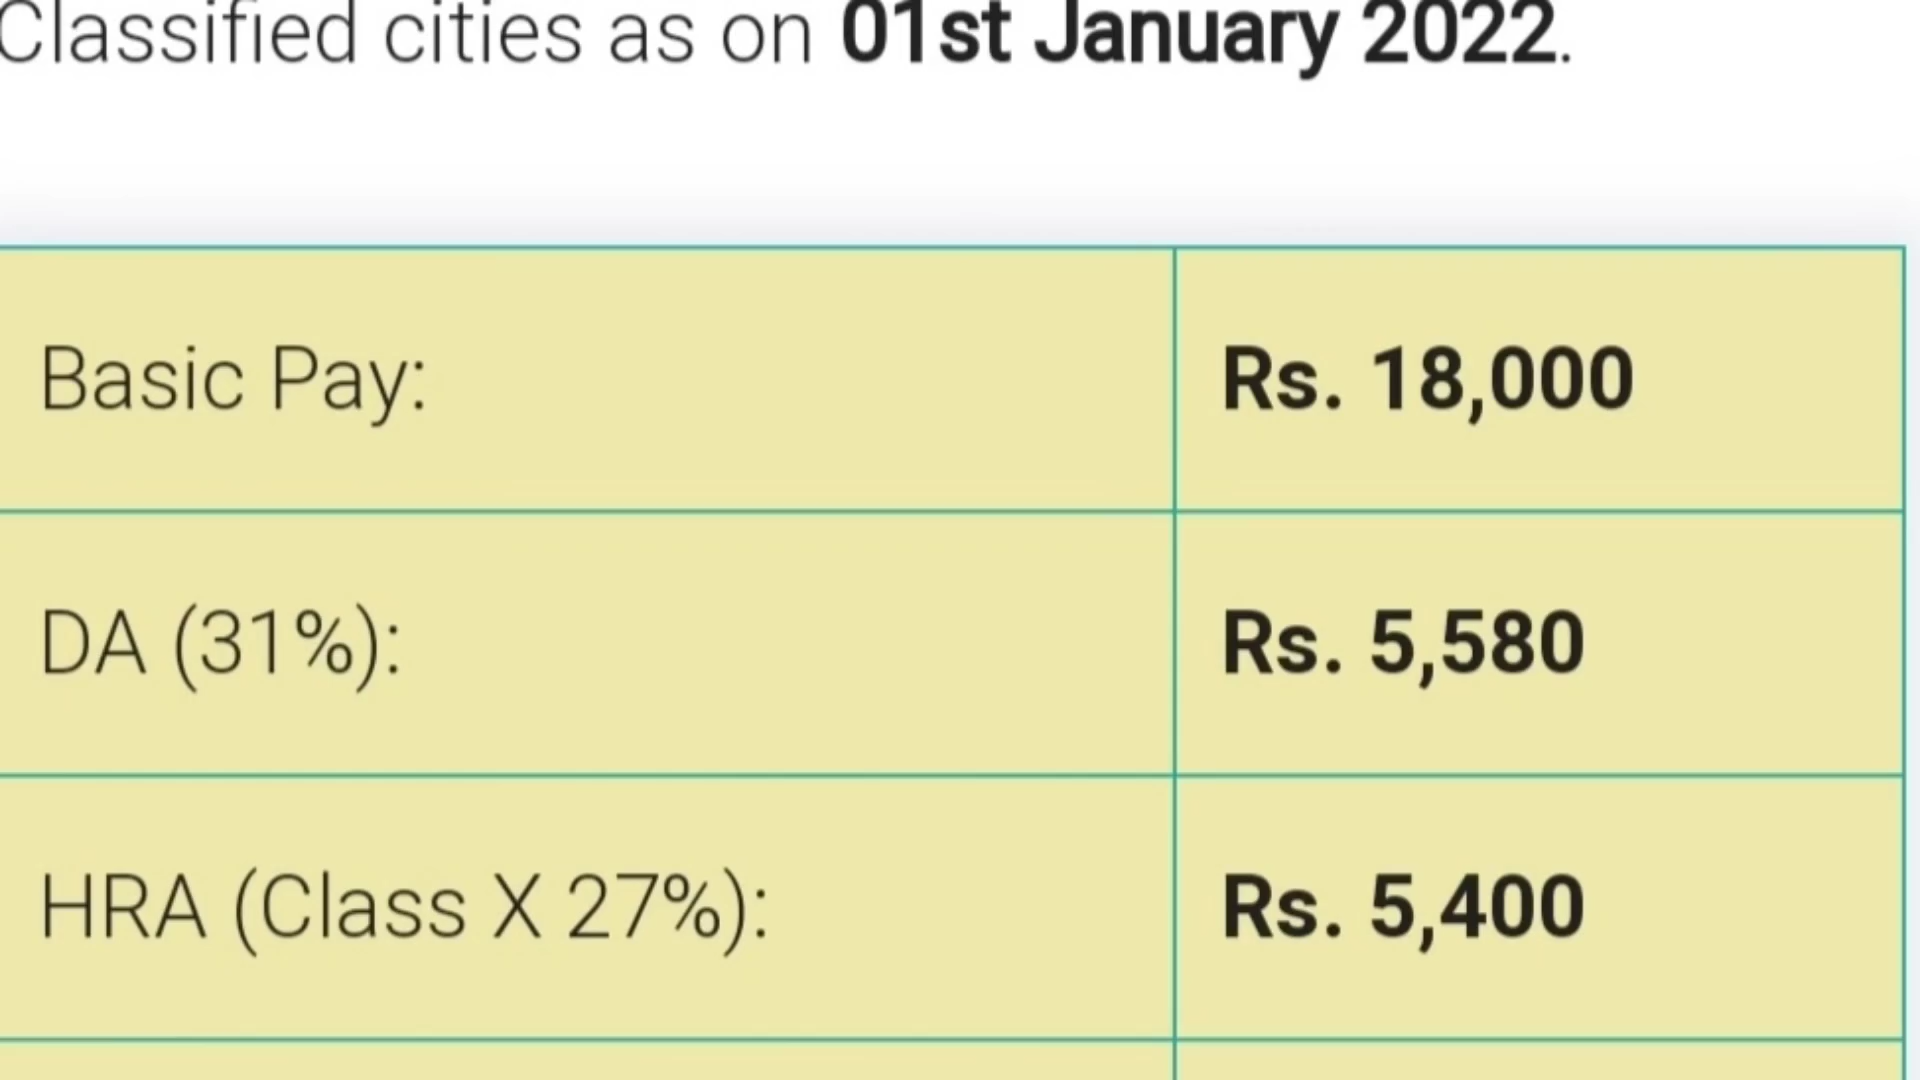 Classified cities as on 01st January 2022.
Basic Pay: Rs. 18,000
DA (31%): Rs. 5,580
HRA (Class X 27%): Rs. 5,400